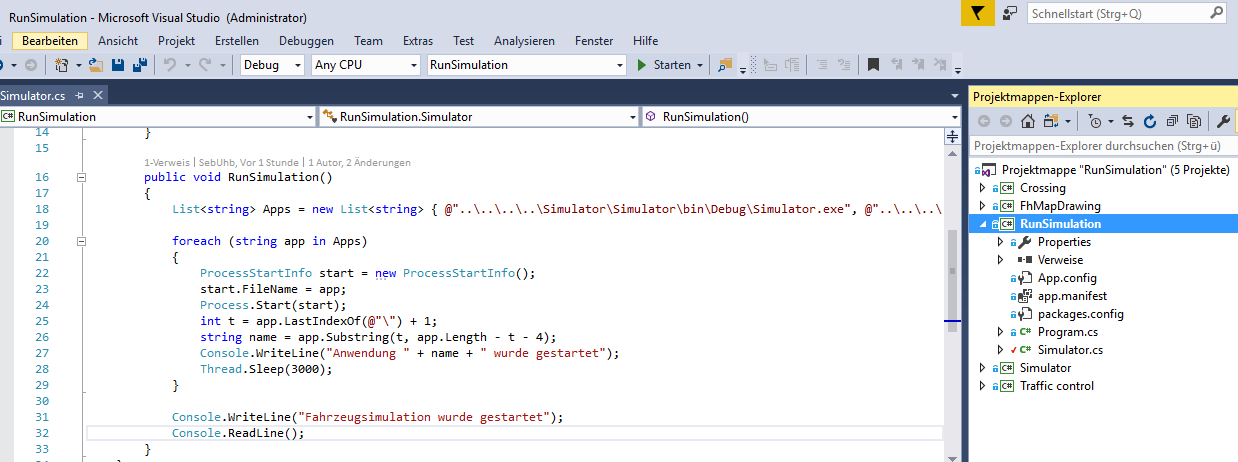 RunSimulation - Microsoft Visual Studio (Administrator)
Schnellstart (Strg+Q)
Bearbeiten Ansicht Projekt Erstellen Debuggen Team Extras Test Analysieren Fenster Hilfe
Debug Any CPU RunSimulation Starten
Simulator.cs
RunSimulation RunSimulation.Simulator RunSimulation()
14 }
15
1-Verweis | SebUhb, Vor 1 Stunde | 1 Autor, 2 Änderungen
16 public void RunSimulation()
17 {
18 List<string> Apps = new List<string> { @"..\..\..\..\Simulator\Simulator\bin\Debug\Simulator.exe", @"..\..\..\
19
20 foreach (string app in Apps)
21 {
22 ProcessStartInfo start = new ProcessStartInfo();
23 start.FileName = app;
24 Process.Start(start);
25 int t = app.LastIndexOf(@"\") + 1;
26 string name = app.Substring(t, app.Length - t - 4);
27 Console.WriteLine("Anwendung " + name + " wurde gestartet");
28 Thread.Sleep(3000);
29 }
30
31 Console.WriteLine("Fahrzeugsimulation wurde gestartet");
32 Console.ReadLine();
33 }
Projektmappen-Explorer
Projektmappen-Explorer durchsuchen (Strg+ü)
Projektmappe "RunSimulation" (5 Projekte)
C# Crossing
C# FhMapDrawing
C# RunSimulation
Properties
Verweise
App.config
app.manifest
packages.config
C# Program.cs
C# Simulator.cs
C# Simulator
C# Traffic control